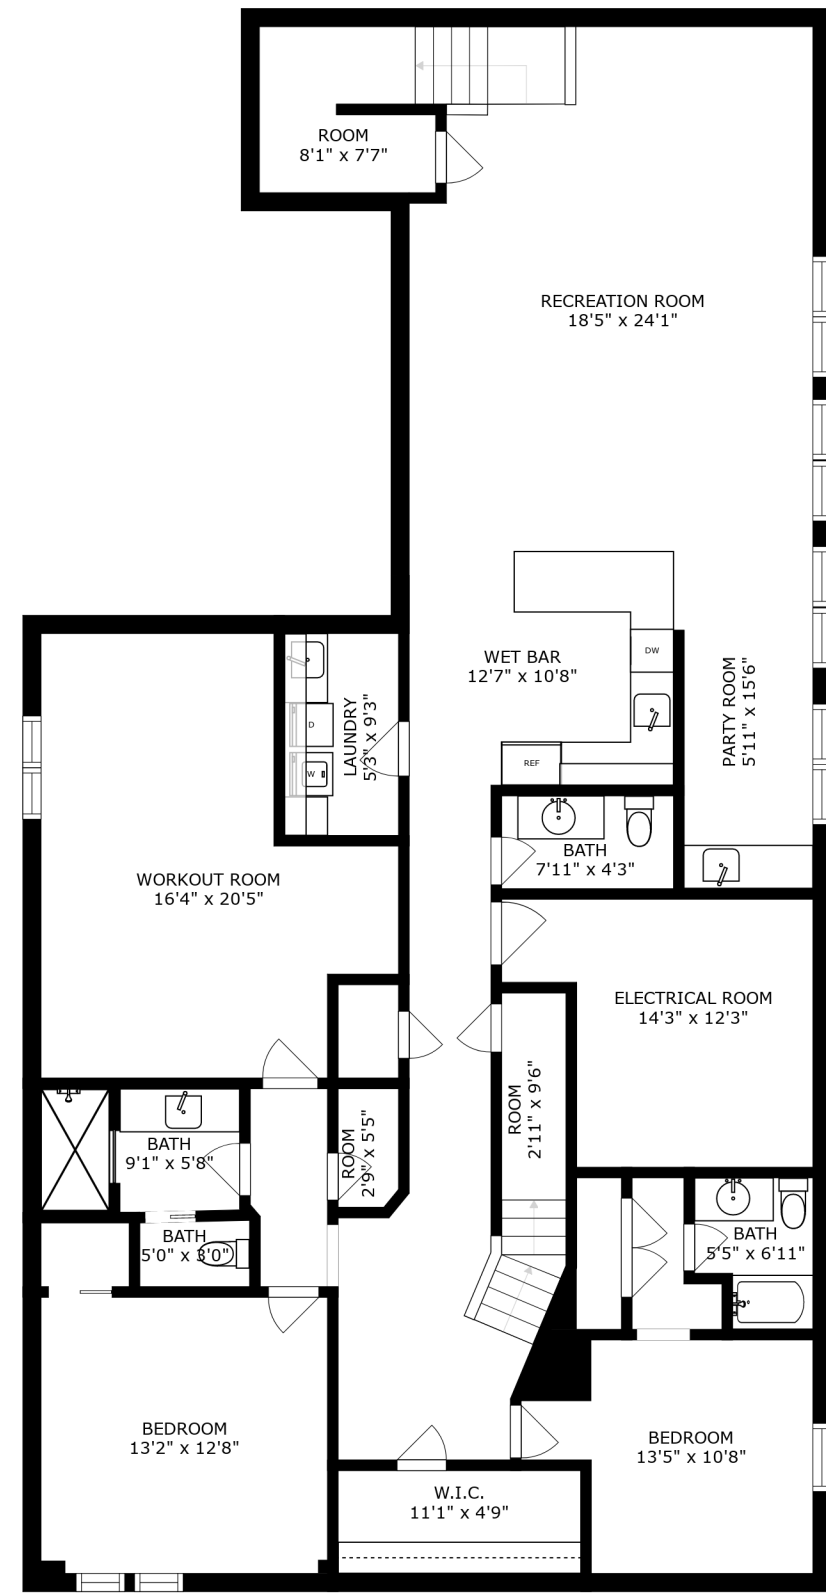 ROOM
8'1" x 7'7"
RECREATION ROOM
18'5" x 24'1"
WET BAR
12'7" x 10'8"
DW
REF
PARTY ROOM
5'11" x 15'6"
LAUNDRY
5'3" x 9'3"
D
W
BATH
7'11" x 4'3"
WORKOUT ROOM
16'4" x 20'5"
ELECTRICAL ROOM
14'3" x 12'3"
ROOM
2'11" x 9'6"
ROOM
2'9" x 5'5"
BATH
9'1" x 5'8"
BATH
5'0" x 3'0"
BATH
5'5" x 6'11"
BEDROOM
13'2" x 12'8"
BEDROOM
13'5" x 10'8"
W.I.C.
11'1" x 4'9"